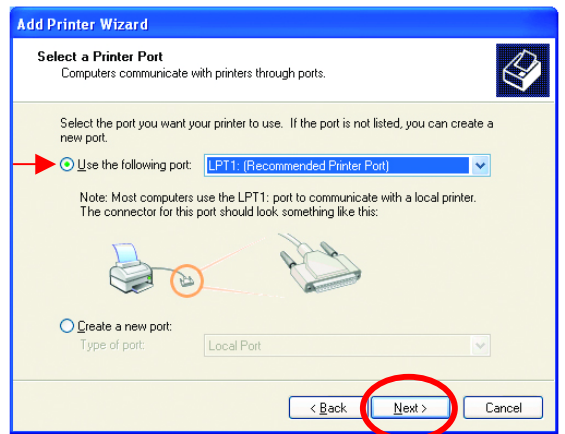 Add Printer Wizard
Select a Printer Port
Computers communicate with printers through ports.
Select the port you want your printer to use. If the port is not listed, you can create a
new port.
Use the following port: LPT1: (Recommended Printer Port)
Note: Most computers use the LPT1: port to communicate with a local printer.
The connector for this port should look something like this:
Create a new port:
Type of port: Local Port
< Back Next > Cancel